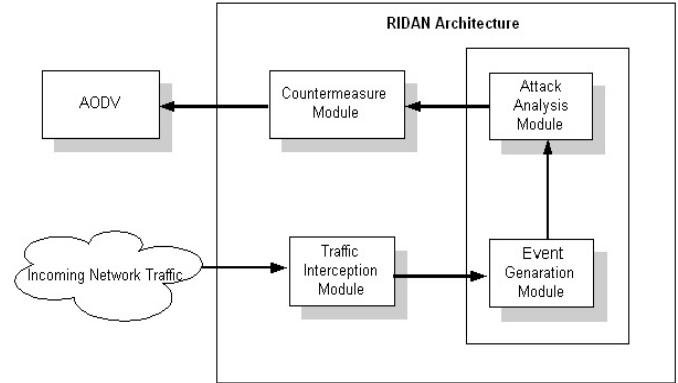 RIDAN Architecture
AODV
Countermeasure
Module
Attack
Analysis
Module
Incoming Network Traffic
Traffic
Interception
Module
Event
Genaration
Module